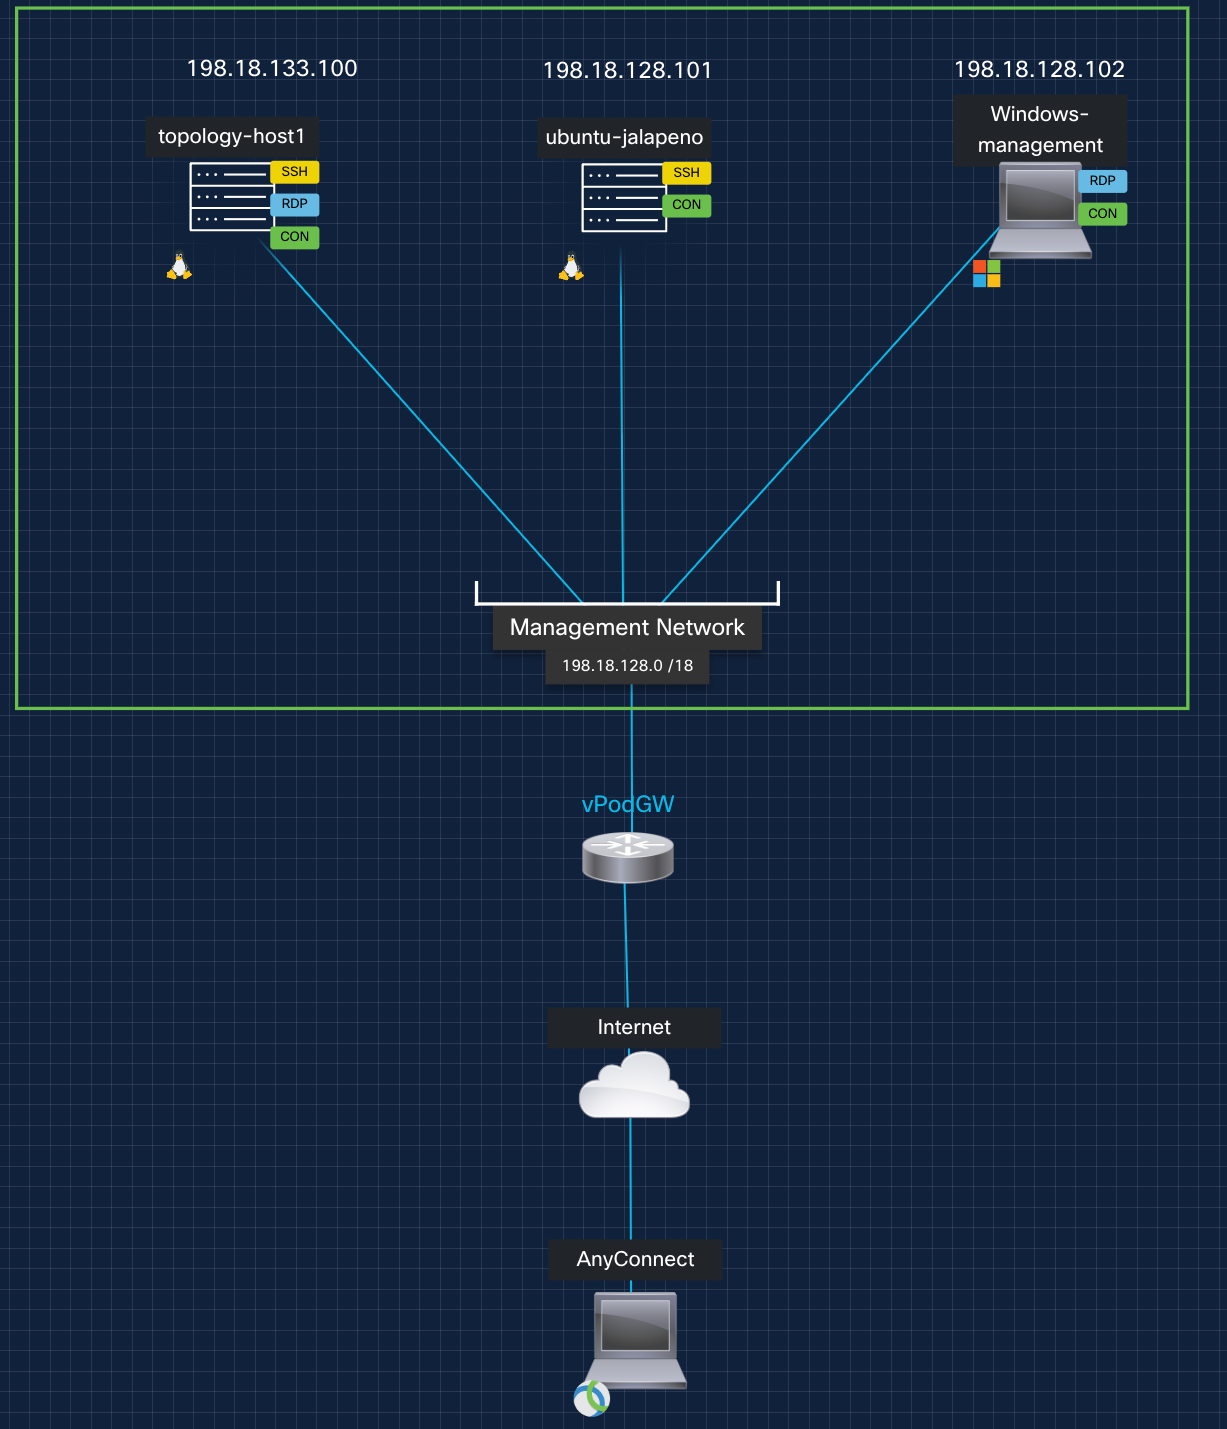 198.18.133.100
198.18.128.101
198.18.128.102
topology-host1
SSH
RDP
CON
ubuntu-jalapeno
SSH
CON
Windows-
management
RDP
CON
Management Network
198.18.128.0 /18
vPodGW
Internet
AnyConnect